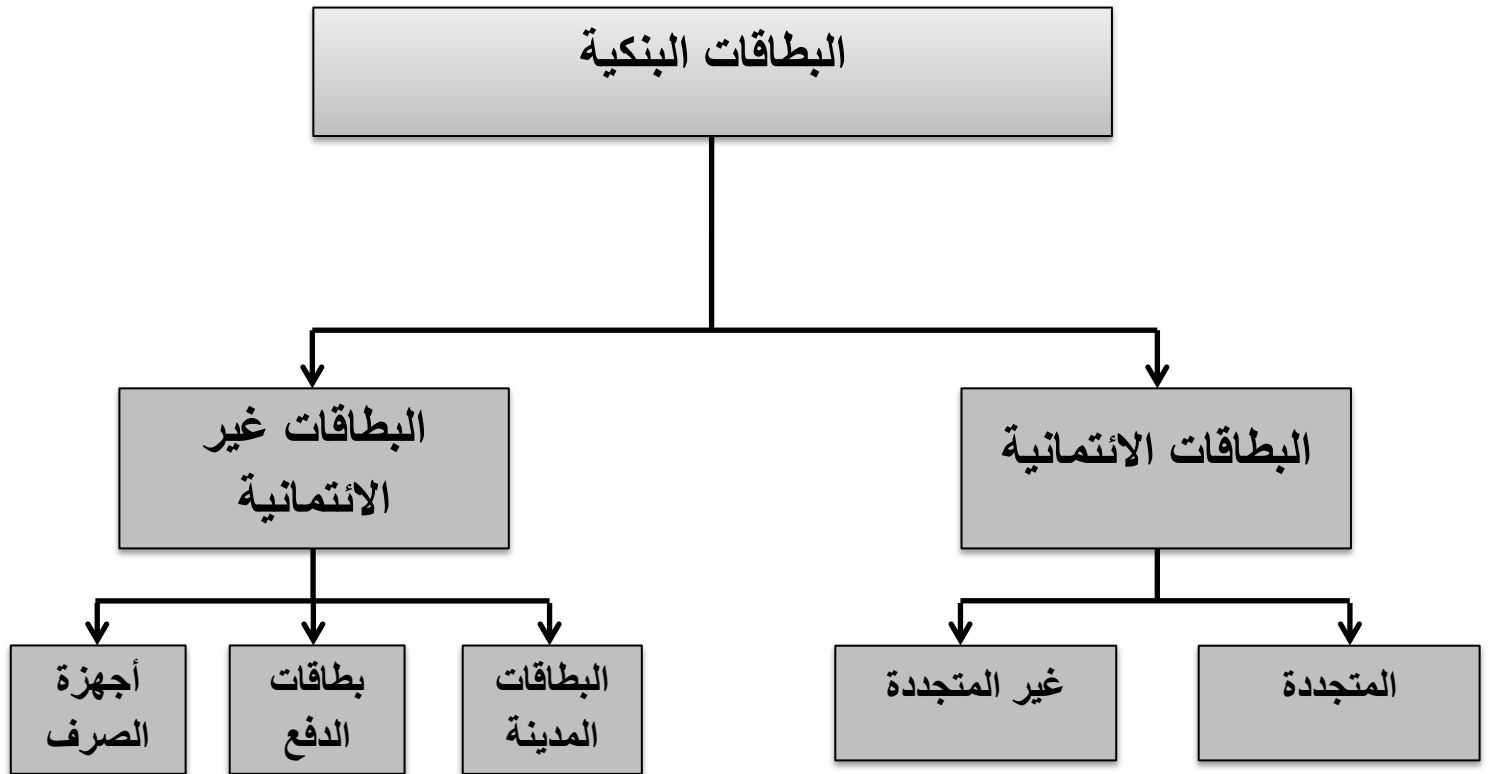 البطاقات البنكية
البطاقات الائتمانية
البطاقات غير
الائتمانية
المتجددة
غير المتجددة
البطاقات
المدينة
بطاقات
الدفع
أجهزة
الصرف